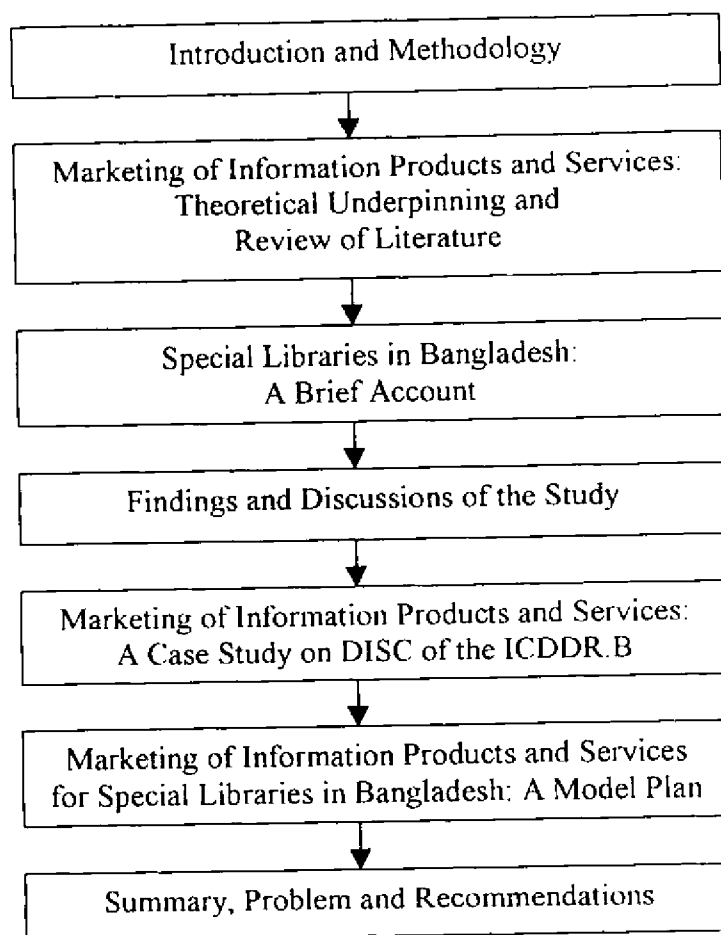 Introduction and Methodology
Marketing of Information Products and Services:
Theoretical Underpinning and
Review of Literature
Special Libraries in Bangladesh:
A Brief Account
Findings and Discussions of the Study
Marketing of Information Products and Services:
A Case Study on DISC of the ICDDR.B
Marketing of Information Products and Services
for Special Libraries in Bangladesh: A Model Plan
Summary, Problem and Recommendations